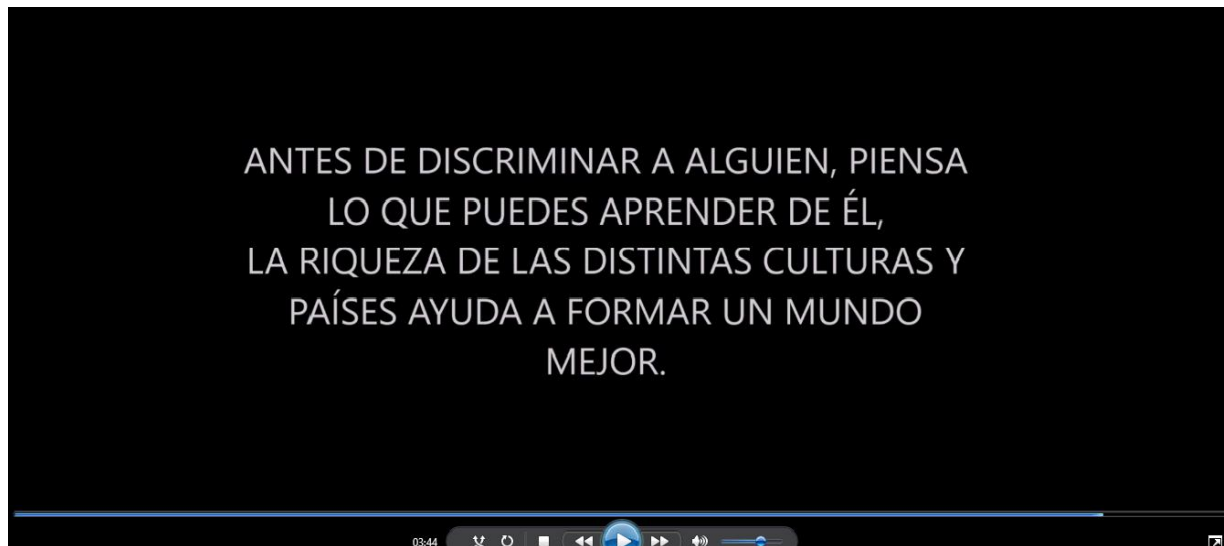 ANTES DE DISCRIMINAR A ALGUIEN, PIENSA
LO QUE PUEDES APRENDER DE ÉL,
LA RIQUEZA DE LAS DISTINTAS CULTURAS Y
PAÍSES AYUDA A FORMAR UN MUNDO
MEJOR.
03:44